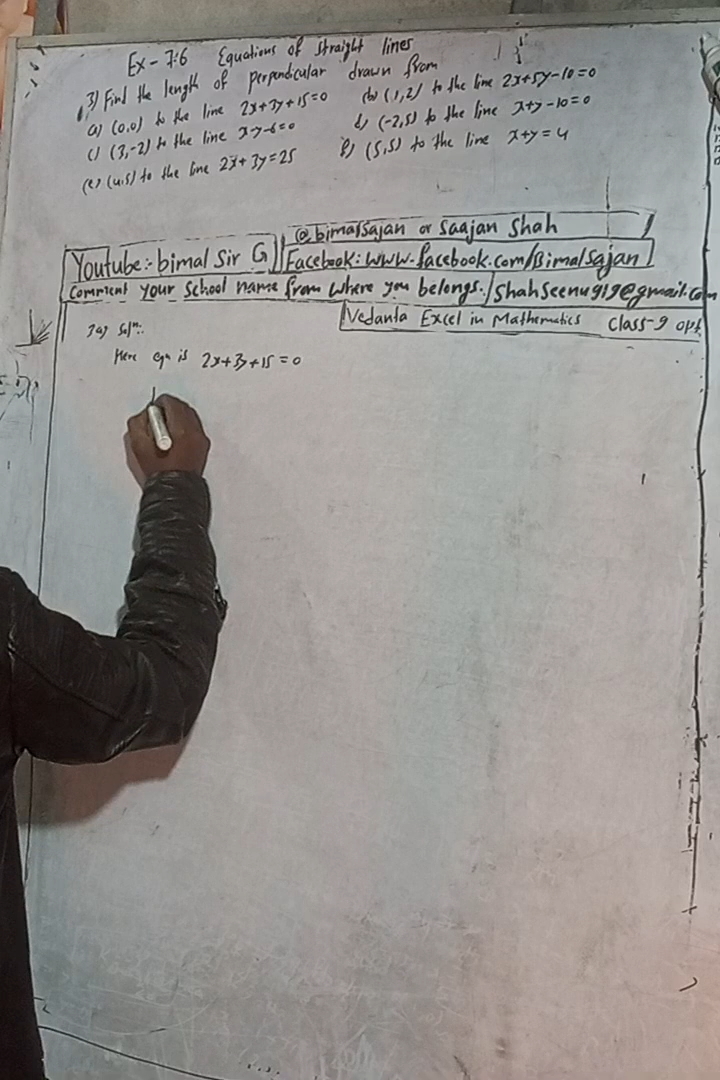 Ex - 7.6 Equations of straight lines
3) Find the length of perpendicular drawn from
a) (0,0) to the line 2x+3y+15=0 (b) (1,2) to the line 2x+5y-10=0
c) (3,-2) to the line x-y-6=0 d) (-2,5) to the line x+y-10=0
(e) (4,5) to the line 2x+3y=25 f) (5,5) to the line x+y=4
@bimalsajan or Saajan Shah
Youtube:- bimal Sir G Facebook: www.facebook.com/Bimalsajan
Comment your School name from where you belongs. shahseenu919@gmail.com
Vedanta Excel in Mathematics Class-9 opt
3a) Solⁿ:
Here eqn is 2x+3y+15=0